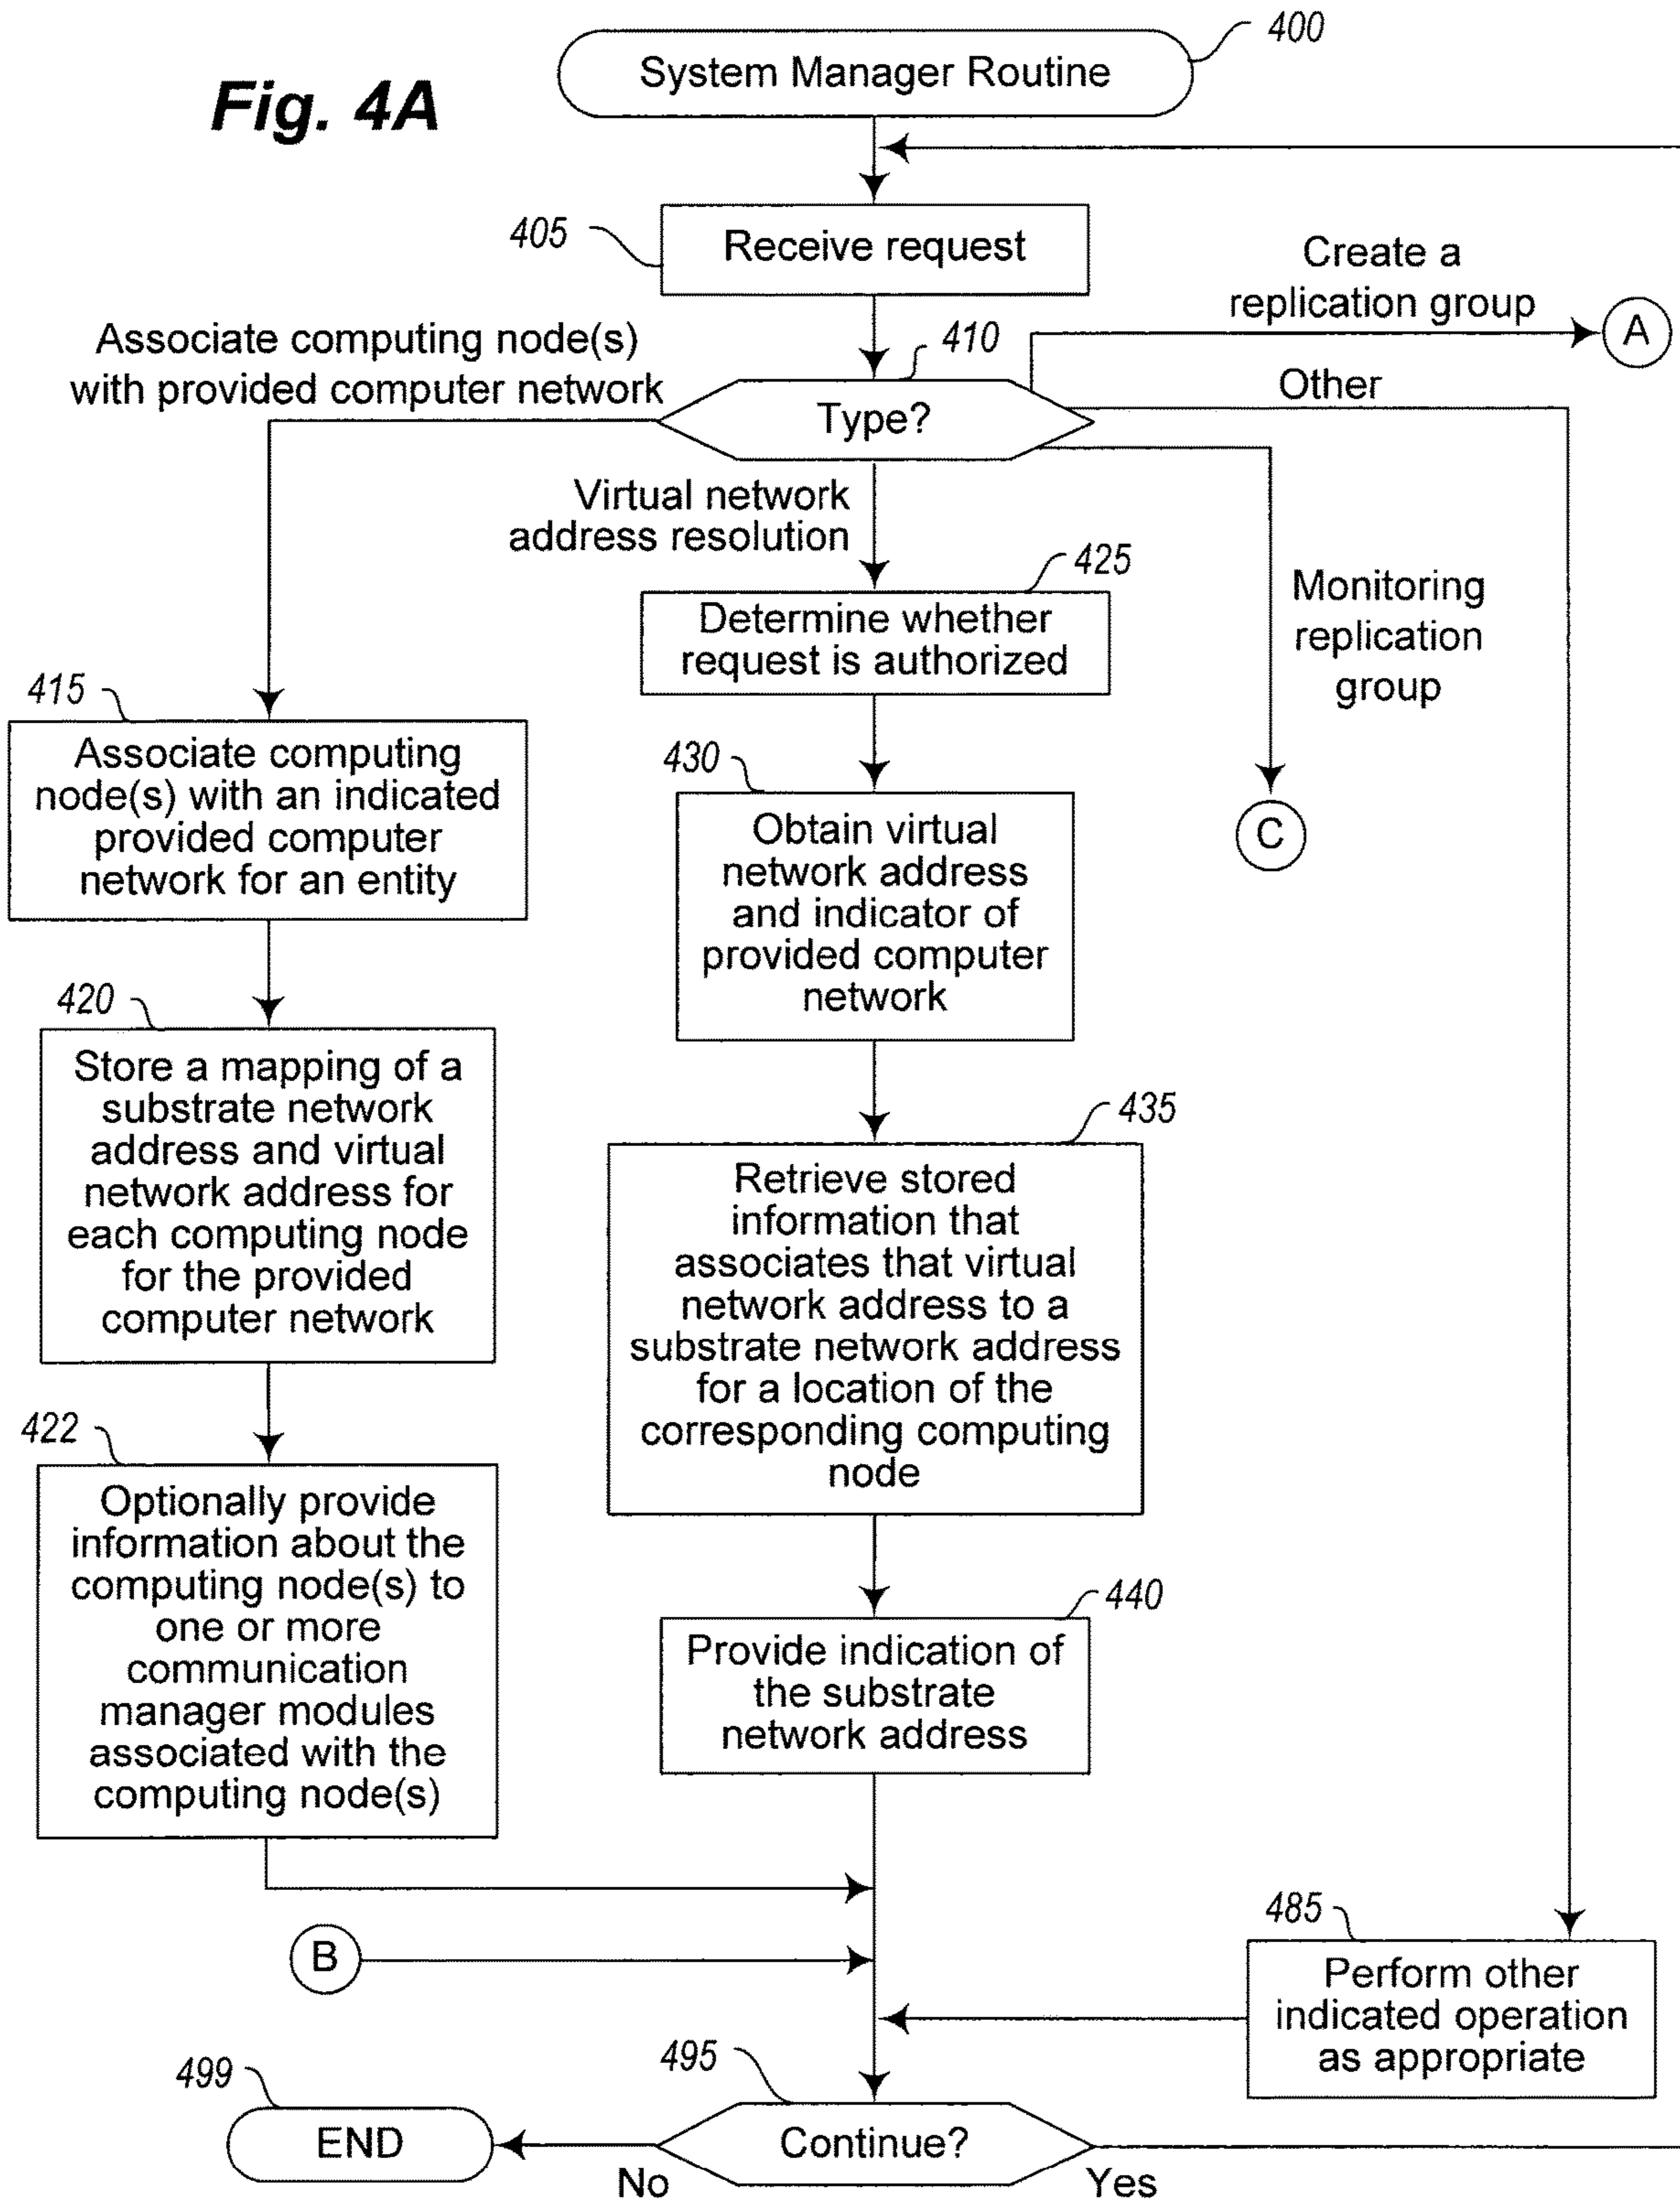 Fig. 4A
System Manager Routine
400
405
Receive request
Create a
replication group
A
Associate computing node(s)
with provided computer network
410
Type?
Other
Virtual network
address resolution
Monitoring
replication
group
C
415
Associate computing
node(s) with an indicated
provided computer
network for an entity
425
Determine whether
request is authorized
430
Obtain virtual
network address
and indicator of
provided computer
network
420
Store a mapping of a
substrate network
address and virtual
network address for
each computing node
for the provided
computer network
435
Retrieve stored
information that
associates that virtual
network address to a
substrate network address
for a location of the
corresponding computing
node
422
Optionally provide
information about the
computing node(s) to
one or more
communication
manager modules
associated with the
computing node(s)
440
Provide indication of
the substrate
network address
B
485
Perform other
indicated operation
as appropriate
495
Continue?
499
END
No
Yes